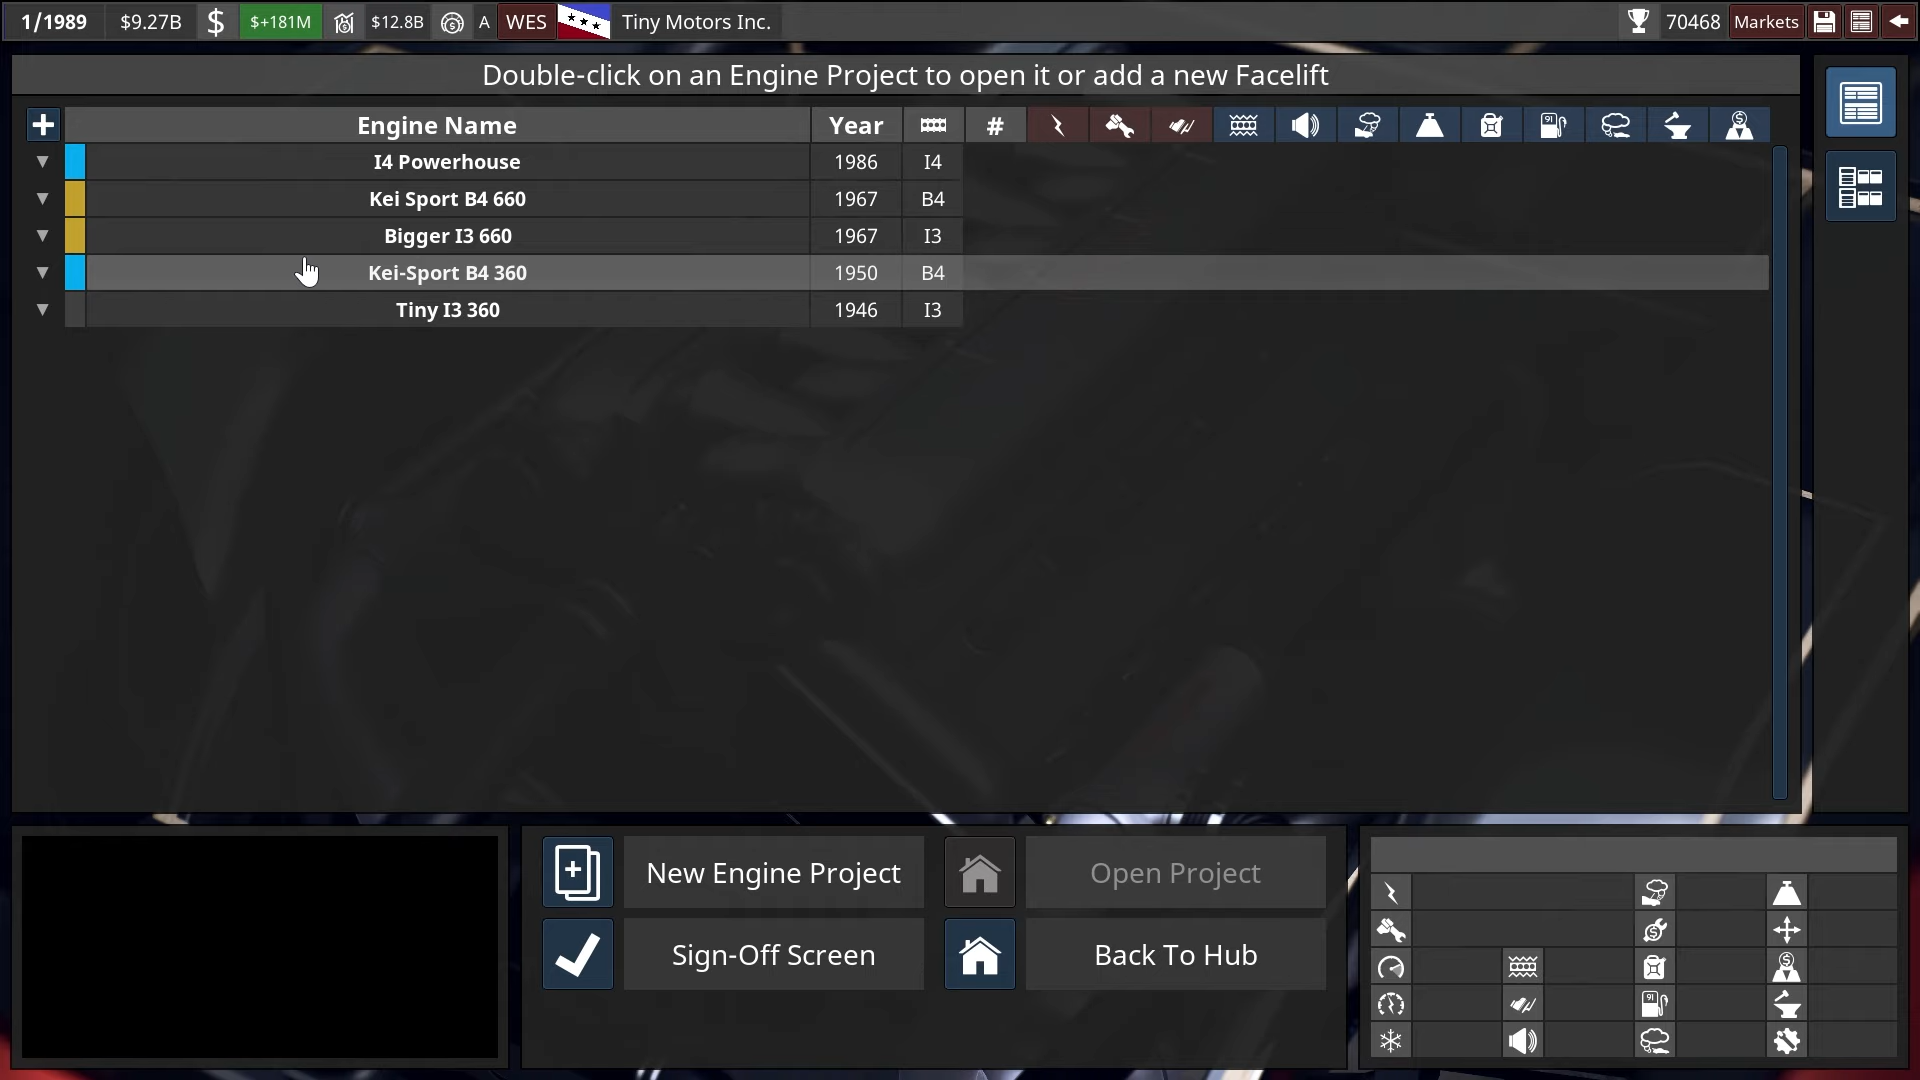 1/1989 $9.27B $ $+181M $12.8B A WES Tiny Motors Inc. 70468 Markets
Double-click on an Engine Project to open it or add a new Facelift
Engine Name Year #
I4 Powerhouse 1986 I4
Kei Sport B4 660 1967 B4
Bigger I3 660 1967 I3
Kei-Sport B4 360 1950 B4
Tiny I3 360 1946 I3
New Engine Project Open Project
Sign-Off Screen Back To Hub